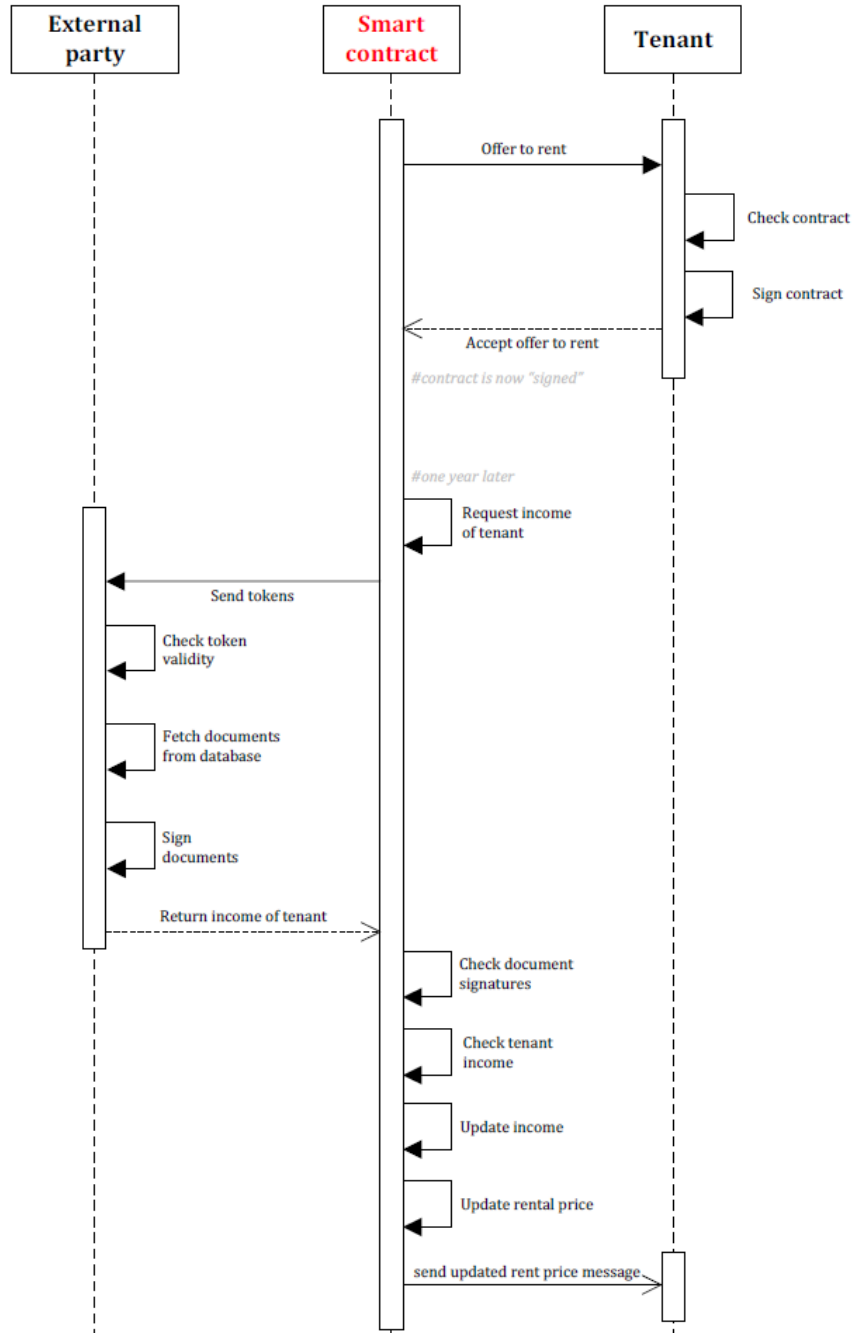 External
party
Smart
contract
Tenant
Offer to rent
Check contract
Sign contract
Accept offer to rent
#contract is now “signed”
#one year later
Request income
of tenant
Send tokens
Check token
validity
Fetch documents
from database
Sign
documents
Return income of tenant
Check document
signatures
Check tenant
income
Update income
Update rental price
send updated rent price message